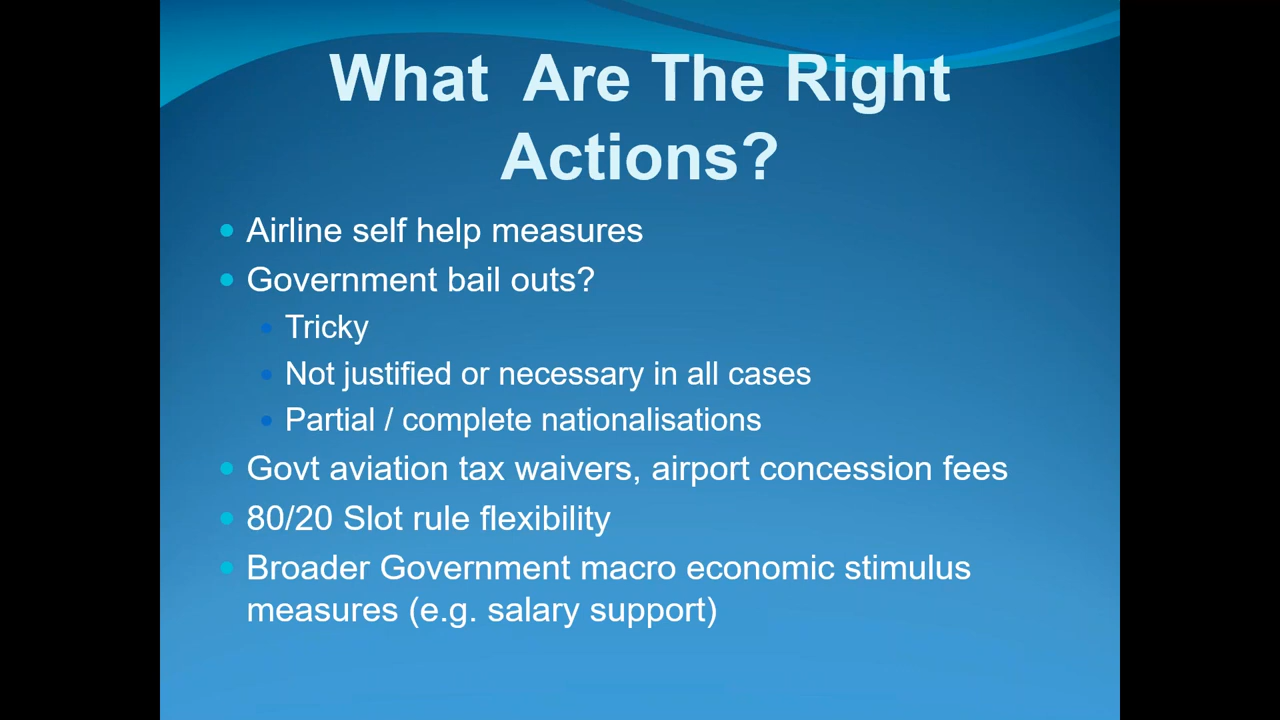 What  Are The Right
Actions?
• Airline self help measures
• Government bail outs?
• Tricky
• Not justified or necessary in all cases
• Partial / complete nationalisations
• Govt aviation tax waivers, airport concession fees
• 80/20 Slot rule flexibility
• Broader Government macro economic stimulus
measures (e.g. salary support)